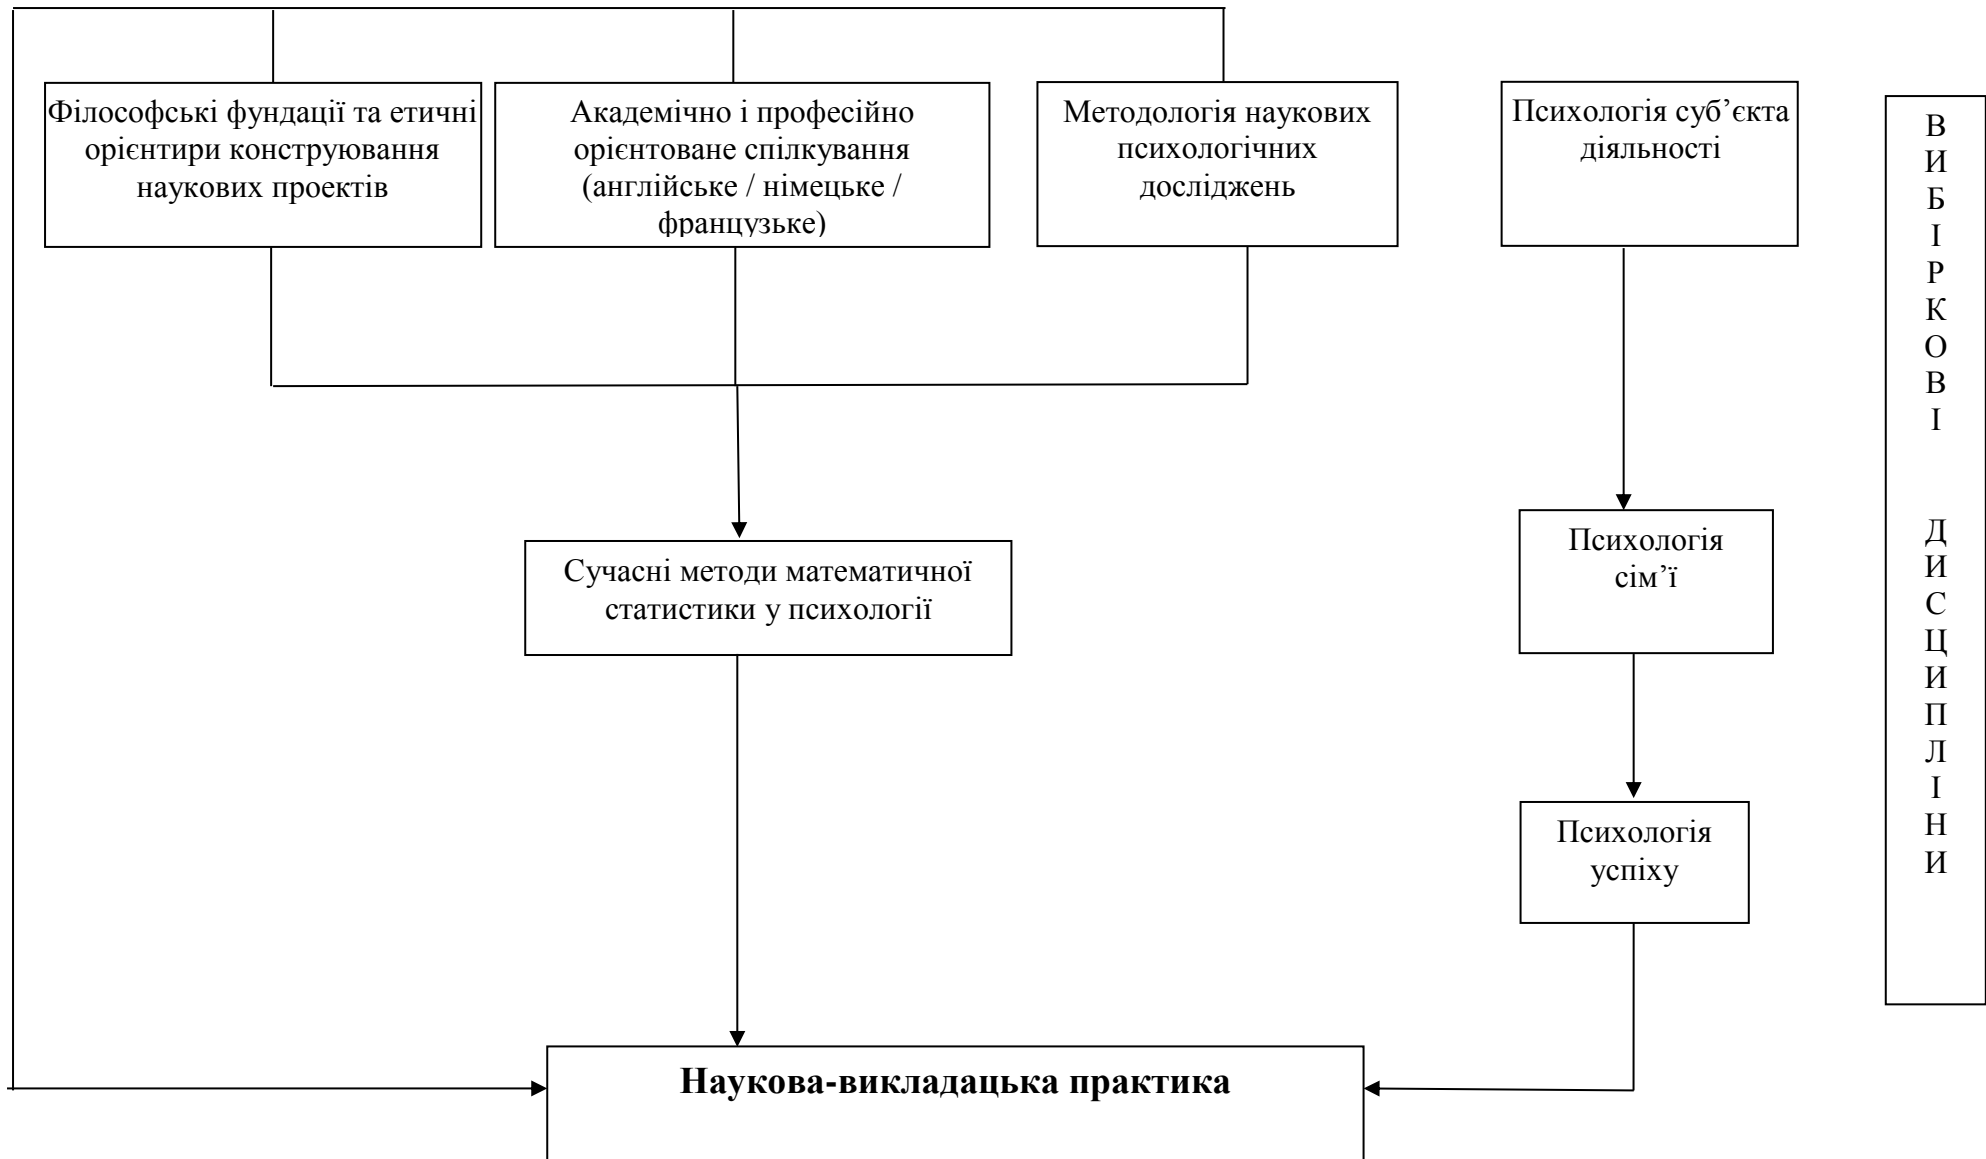 Філософські фундації та етичні
орієнтири конструювання
наукових проектів
Академічно і професійно
орієнтоване спілкування
(англійське / німецьке /
французьке)
Методологія наукових
психологічних
досліджень
Психологія суб’єкта
діяльності
Сучасні методи математичної
статистики у психології
Психологія
сім’ї
Психологія
успіху
Наукова-викладацька практика
В
И
Б
І
Р
К
О
В
І
Д
И
С
Ц
И
П
Л
І
Н
И